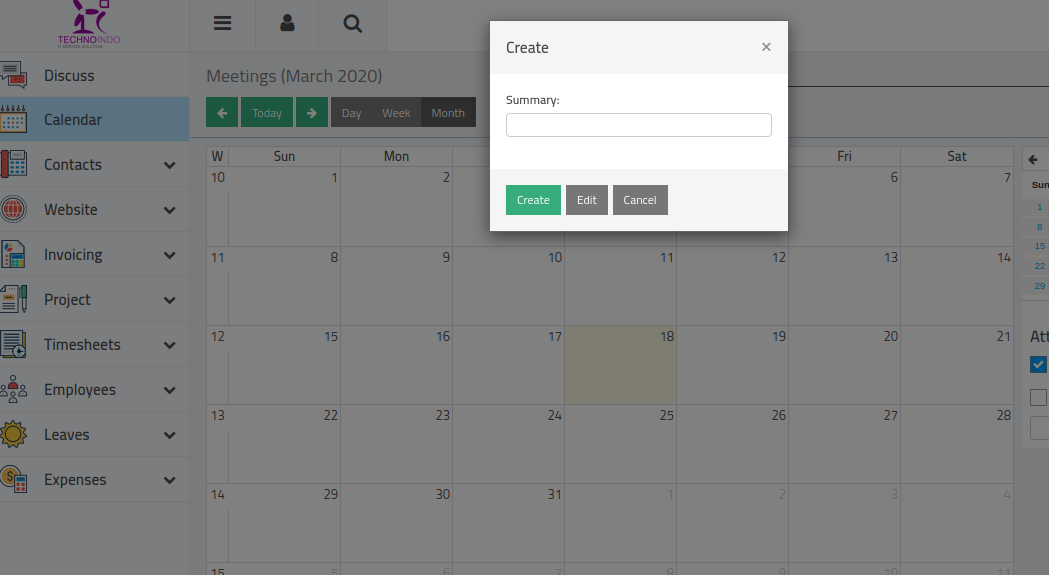 TECHNOINDO
IT SERVICE SOLUTION
Discuss
Calendar
Contacts
Website
Invoicing
Project
Timesheets
Employees
Leaves
Expenses
Meetings (March 2020)
Today
Day Week Month
W Sun Mon Fri Sat
10 1 2 6 7
11 8 9 10 11 12 13 14
12 15 16 17 18 19 20 21
13 22 23 24 25 26 27 28
14 29 30 31 1 2 3 4
15 5 6 7 8 9 10 11
Create ×
Summary:
Create Edit Cancel
Sun
1
8
15
22
29
Att